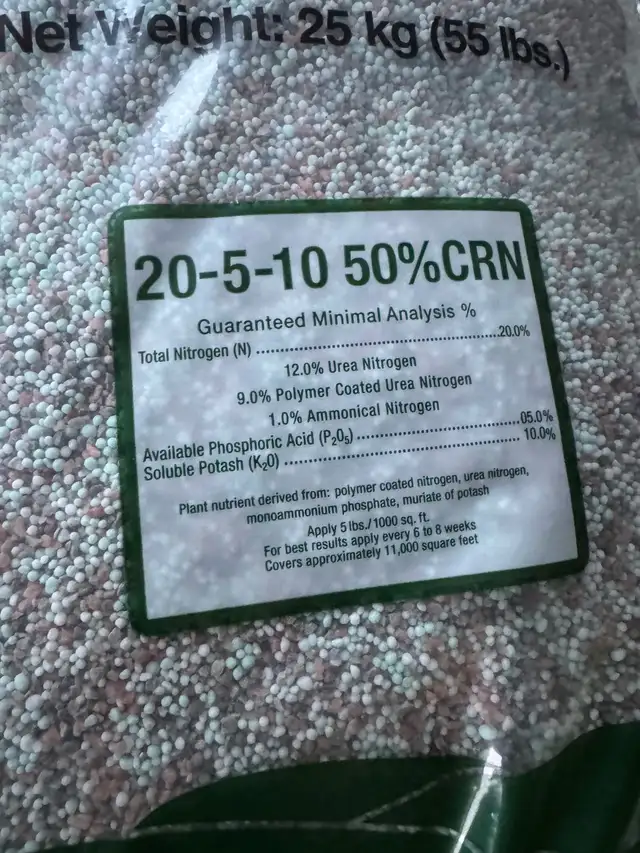 Net Weight: 25 kg (55 lbs.)
20-5-10 50%CRN
Guaranteed Minimal Analysis %
Total Nitrogen (N) ................................................20.0%
12.0% Urea Nitrogen
9.0% Polymer Coated Urea Nitrogen
1.0% Ammonical Nitrogen
Available Phosphoric Acid (P₂O₅) ................................05.0%
Soluble Potash (K₂0) ............................................... 10.0%
Plant nutrient derived from: polymer coated nitrogen, urea nitrogen,
monoammonium phosphate, muriate of potash
Apply 5 lbs./1000 sq. ft.
For best results apply every 6 to 8 weeks
Covers approximately 11,000 square feet